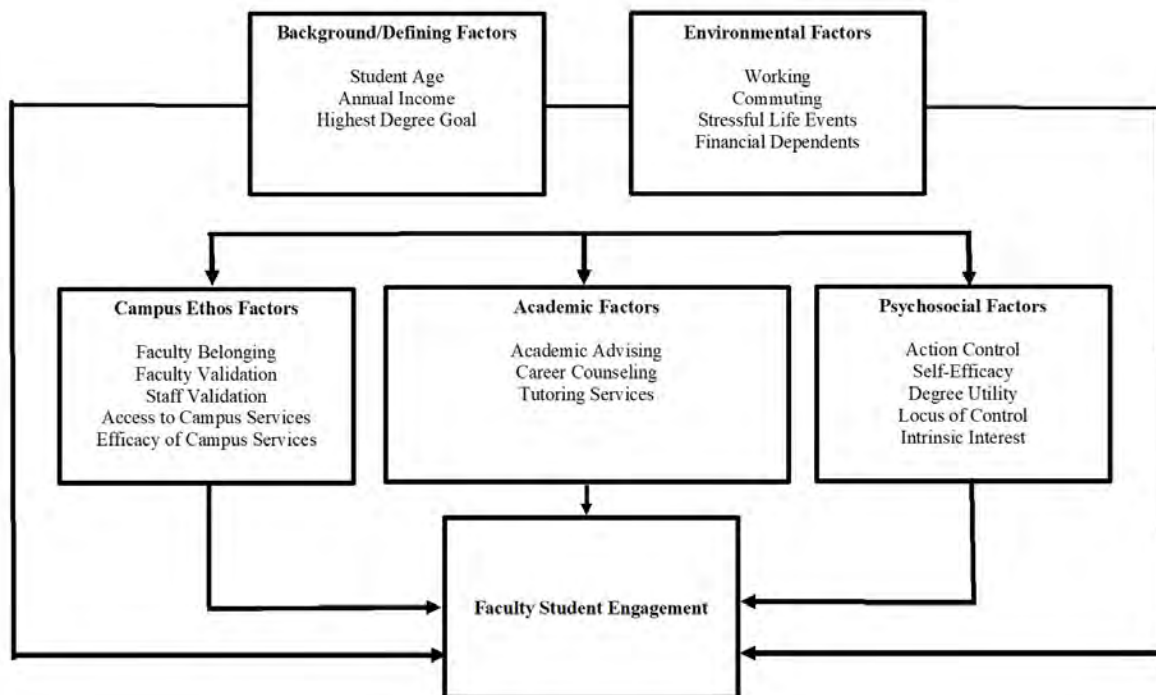 Background/Defining Factors
Student Age
Annual Income
Highest Degree Goal
Environmental Factors
Working
Commuting
Stressful Life Events
Financial Dependents
Campus Ethos Factors
Faculty Belonging
Faculty Validation
Staff Validation
Access to Campus Services
Efficacy of Campus Services
Academic Factors
Academic Advising
Career Counseling
Tutoring Services
Psychosocial Factors
Action Control
Self-Efficacy
Degree Utility
Locus of Control
Intrinsic Interest
Faculty Student Engagement